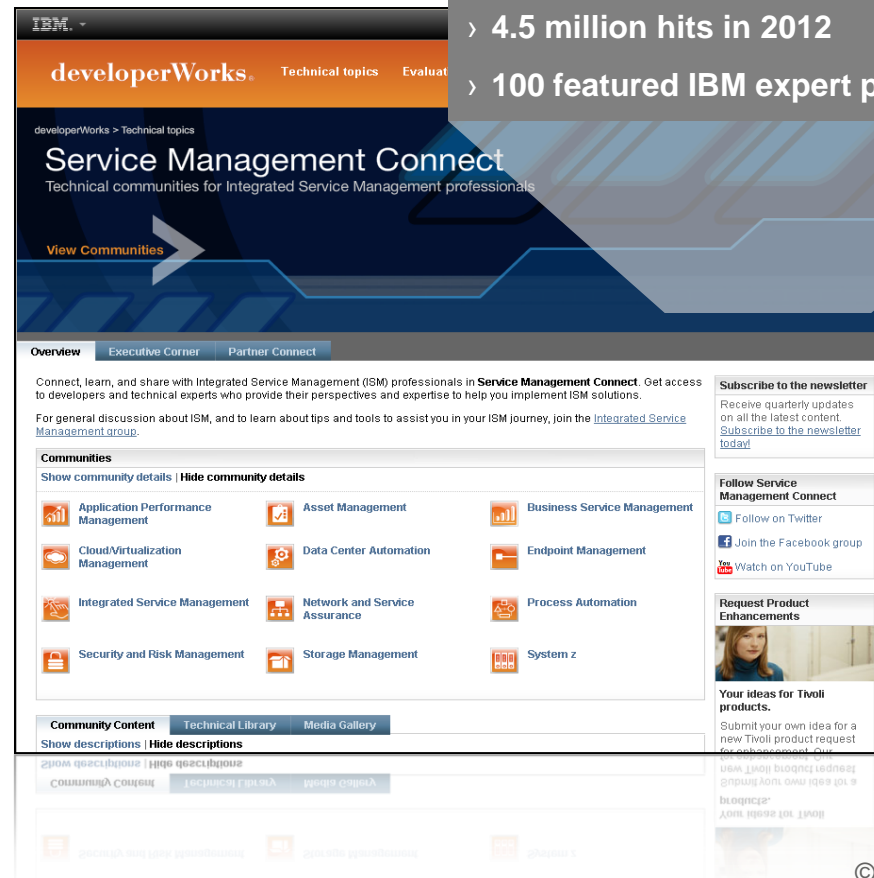 IBM.
› 4.5 million hits in 2012
› 100 featured IBM expert
developerWorks. Technical topics
developerWorks > Technical topics
Service Management Connect
Technical communities for Integrated Service Management professionals
View Communities
Overview Executive Corner Partner Connect
Connect, learn, and share with Integrated Service Management (ISM) professionals in Service Management Connect. Get access
to developers and technical experts who provide their perspectives and expertise to help you implement ISM solutions.
For general discussion about ISM, and to learn about tips and tools to assist you in your ISM journey, join the Integrated Service
Management group.
Communities
Show community details | Hide community details
Application Performance
Management
Asset Management
Business Service Management
Cloud/Virtualization
Management
Data Center Automation
Endpoint Management
Integrated Service Management
Network and Service
Assurance
Process Automation
Security and Risk Management
Storage Management
System z
Community Content Technical Library Media Gallery
Show descriptions | Hide descriptions
Subscribe to the newsletter
Receive quarterly updates
on all the latest content.
Subscribe to the newsletter
today!
Follow Service
Management Connect
Follow on Twitter
Join the Facebook group
You Tube Watch on YouTube
Request Product
Enhancements
Your ideas for Tivoli
products.
Submit your own idea for a
new Tivoli product request
for enhancement. Our
©